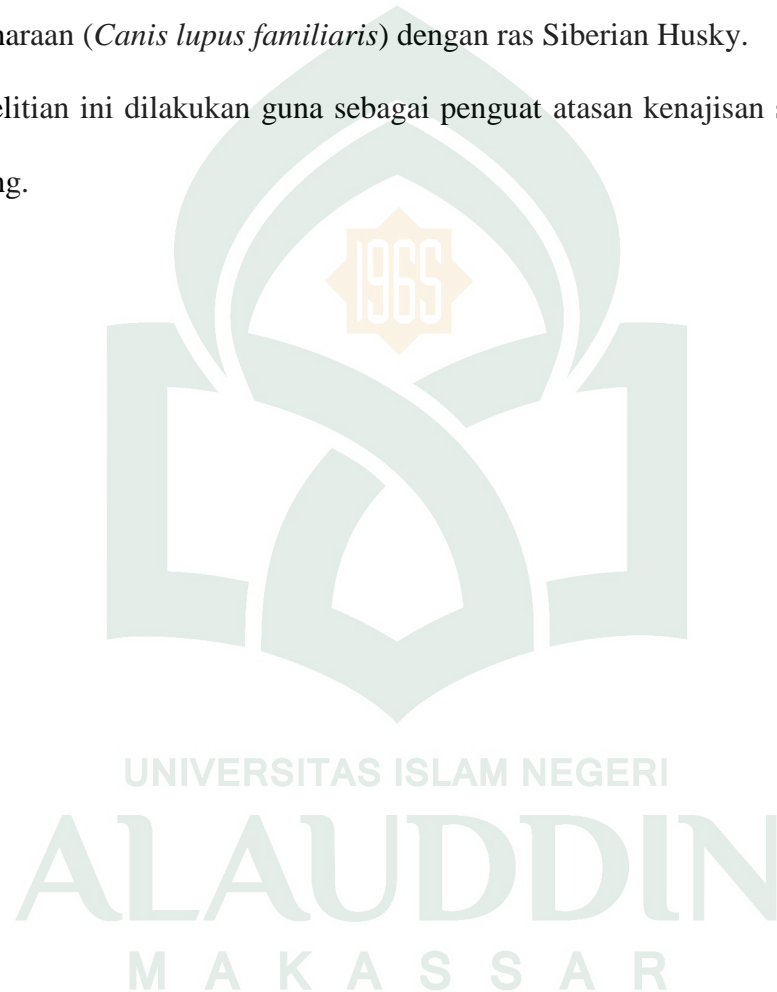 haraan (Canis lupus familiaris) dengan ras Siberian Husky.
elitian ini dilakukan guna sebagai penguat atasan kenajisan s
ng.
1965
UNIVERSITAS ISLAM NEGERI
ALAUDDIN
MAKASSAR